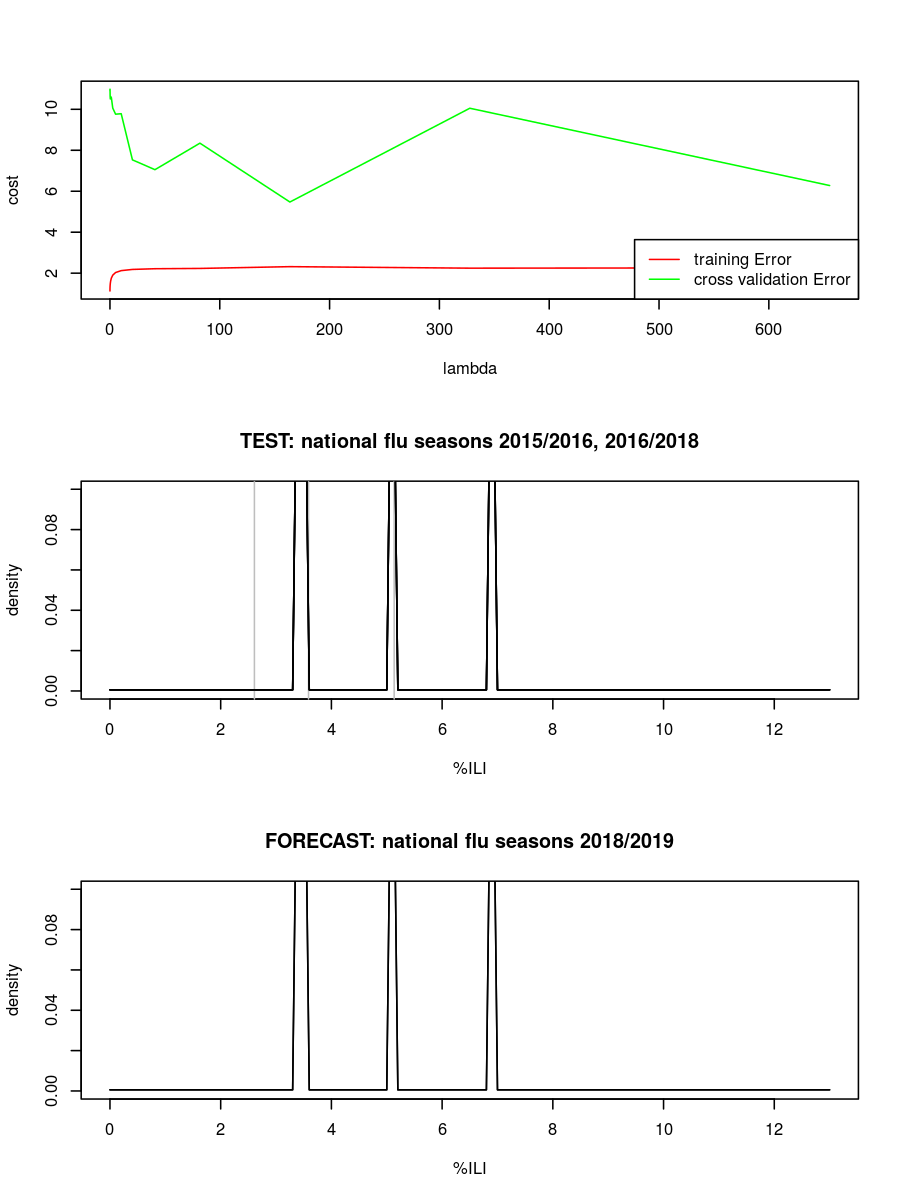 10
8
6
4
2
cost
training Error
cross validation Error
0 100 200 300 400 500 600
lambda
TEST: national flu seasons 2015/2016, 2016/2018
0.08
0.04
0.00
density
0 2 4 6 8 10 12
%ILI
FORECAST: national flu seasons 2018/2019
0.08
0.04
0.00
density
0 2 4 6 8 10 12
%ILI